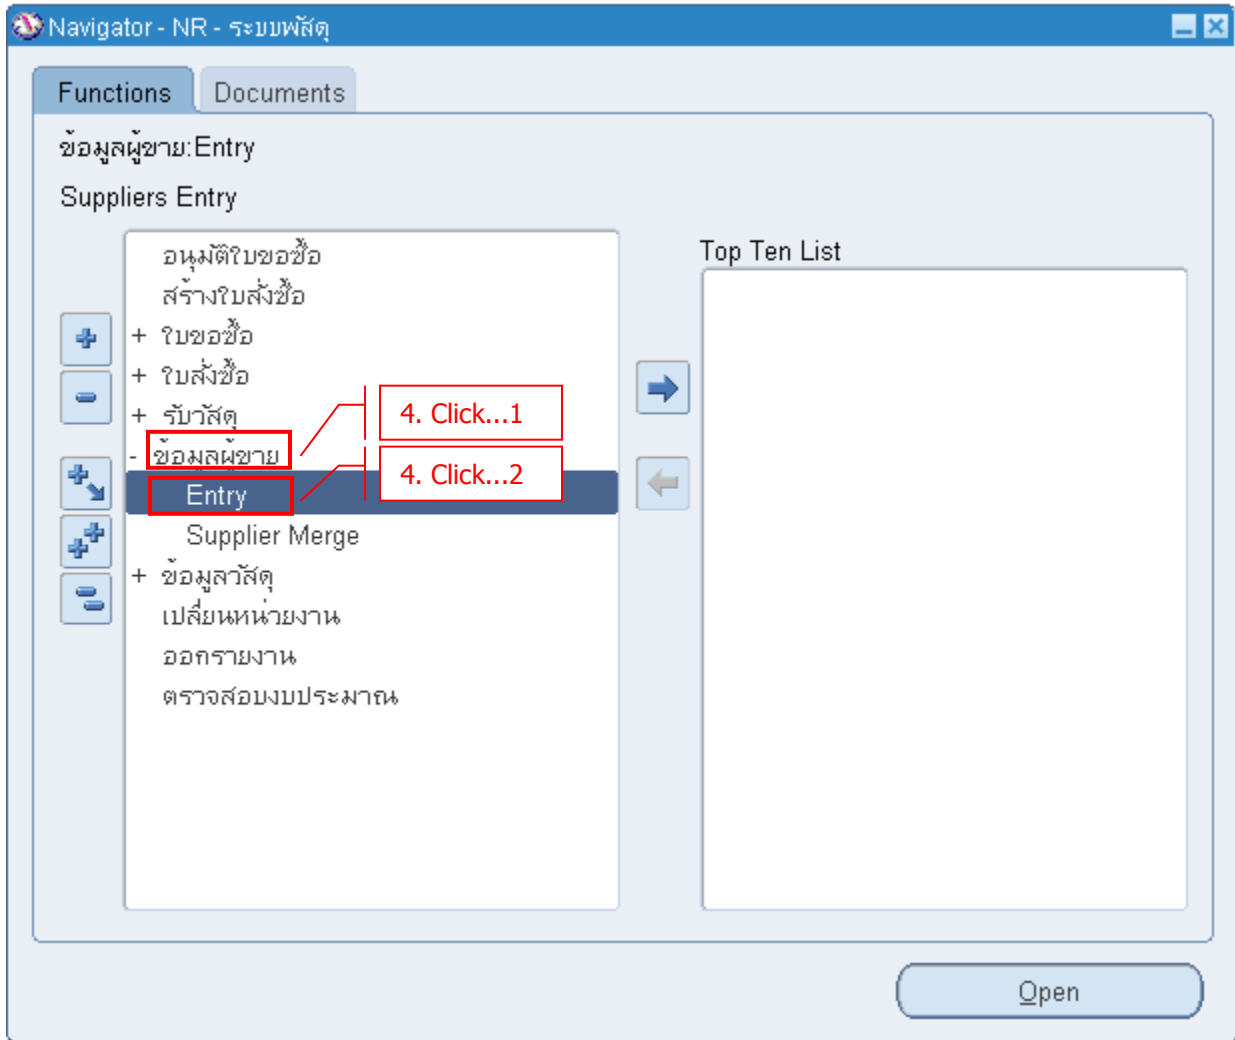 Navigator - NR - ระบบพัสดุ
Functions
Documents
ข้อมูลผู้ขาย:Entry
Suppliers Entry
อนุมัติใบขอซื้อ
สร้างใบสั่งซื้อ
+ ใบขอซื้อ
+ ใบสั่งซื้อ
+ รับวัสดุ
- ข้อมูลผู้ขาย
Entry
Supplier Merge
+ ข้อมูลวัสดุ
เปลี่ยนหน่วยงาน
ออกรายงาน
ตรวจสอบงบประมาณ
4. Click...1
4. Click...2
Top Ten List
Open